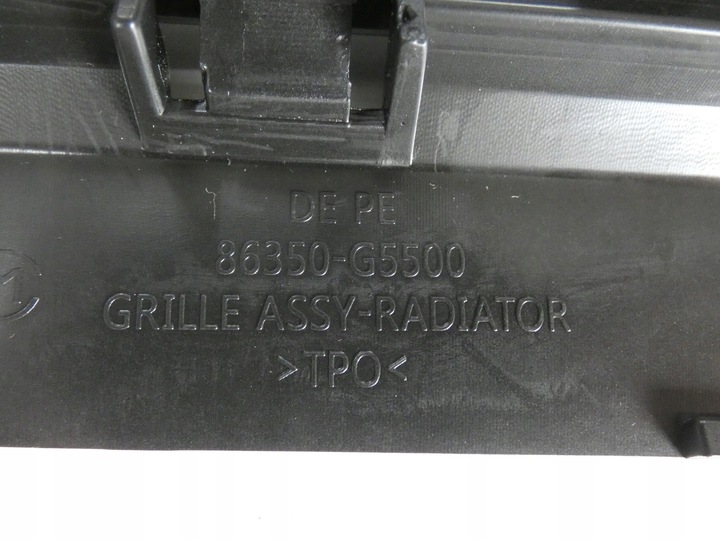 DE PE
86350-G5500
GRILLE ASSY-RADIATOR
>TPO<